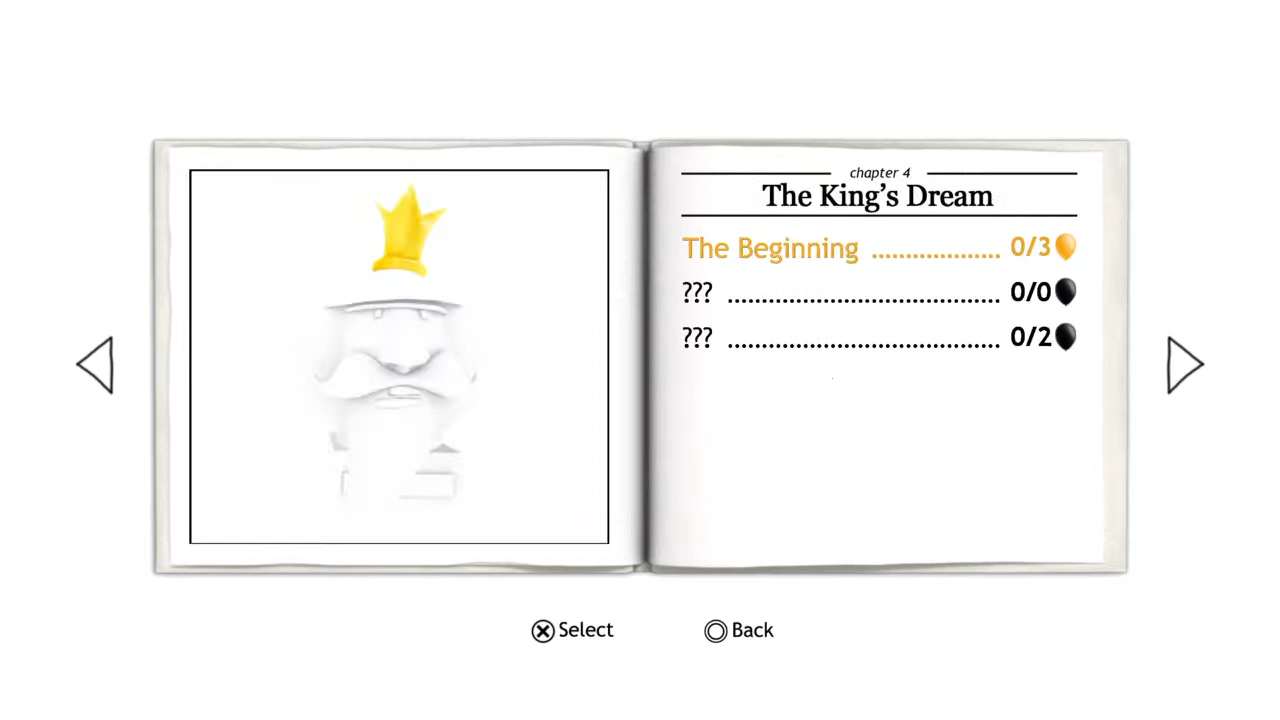 chapter 4
The King's Dream
The Beginning ................... 0/3
??? ........................................ 0/0
??? ........................................ 0/2
Select
Back